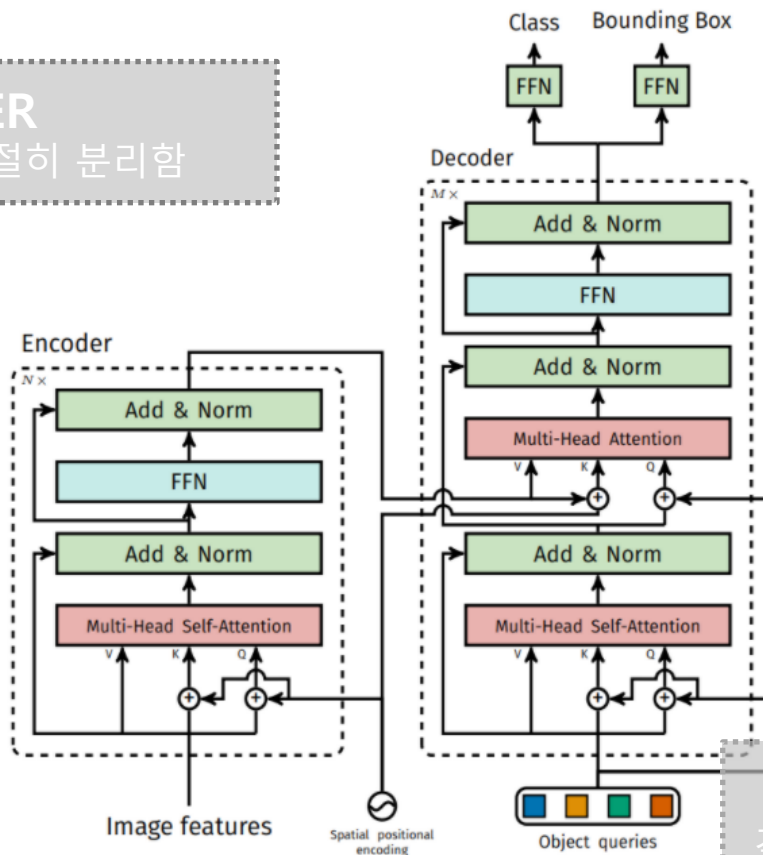 ER
절히 분리함
Class
Bounding Box
FFN
FFN
Decoder
M×
Add & Norm
FFN
Add & Norm
Multi-Head Attention
V
K
Q
Add & Norm
Multi-Head Self-Attention
V
K
Q
Object queries
Encoder
N×
Add & Norm
FFN
Add & Norm
Multi-Head Self-Attention
V
K
Q
Image features
Spatial positional
encoding